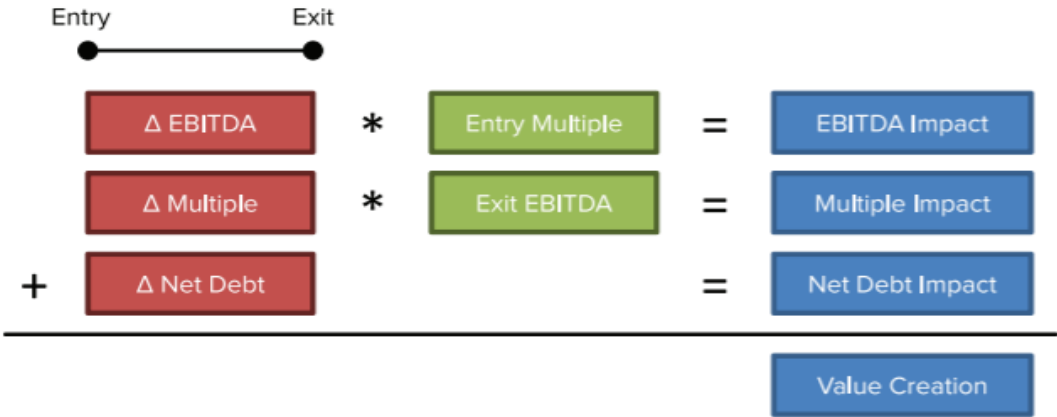 Entry Exit
Δ EBITDA * Entry Multiple = EBITDA Impact
Δ Multiple * Exit EBITDA = Multiple Impact
+ Δ Net Debt = Net Debt Impact
Value Creation